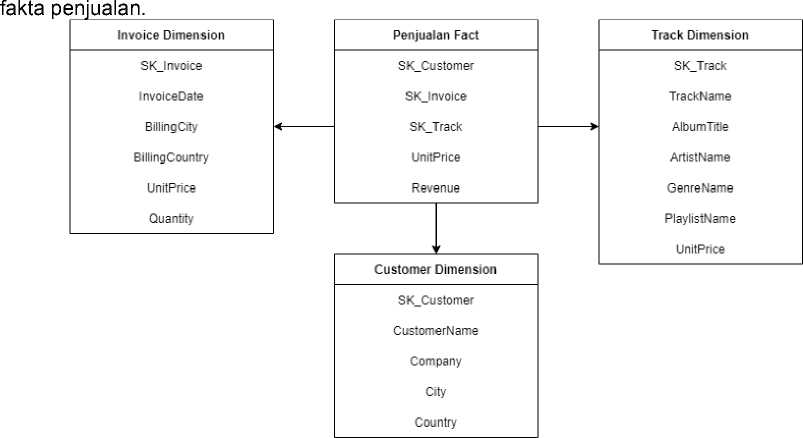 fakta penjualan.
Invoice Dimension
SK_Invoice
InvoiceDate
BillingCity
BillingCountry
UnitPrice
Quantity
Penjualan Fact
SK_Customer
SK_Invoice
SK_Track
UnitPrice
Revenue
Track Dimension
SK_Track
TrackName
AlbumTitle
ArtistName
GenreName
PlaylistName
UnitPrice
Customer Dimension
SK_Customer
CustomerName
Company
City
Country